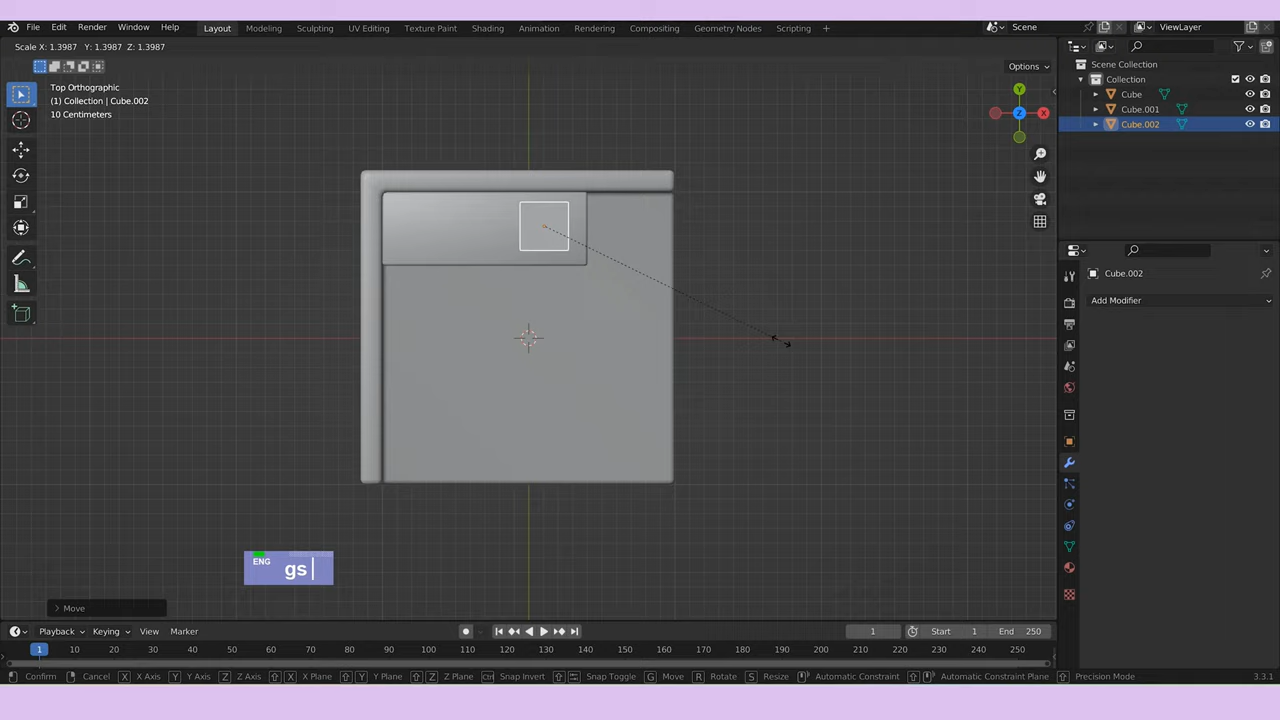 File Edit Render Window Help Layout Modeling Sculpting UV Editing Texture Paint Shading Animation Rendering Compositing Geometry Nodes Scripting + Scene ViewLayer
Scale X: 1.3987 Y: 1.3987 Z: 1.3987
Options
Top Orthographic
(1) Collection | Cube.002
10 Centimeters
Y
X
Z
Scene Collection
Collection
Cube
Cube.001
Cube.002
Cube.002
Add Modifier
ENG
gs
Move
Playback Keying View Marker 1 Start 1 End 250
1 10 20 30 40 50 60 70 80 90 100 110 120 130 140 150 160 170 180 190 200 210 220 230 240 250
Confirm Cancel X X Axis Y Y Axis Z Z Axis X X Plane Y Y Plane Z Z Plane Ctrl Snap Invert Snap Toggle G Move R Rotate S Resize Automatic Constraint Automatic Constraint Plane Precision Mode 3.3.1